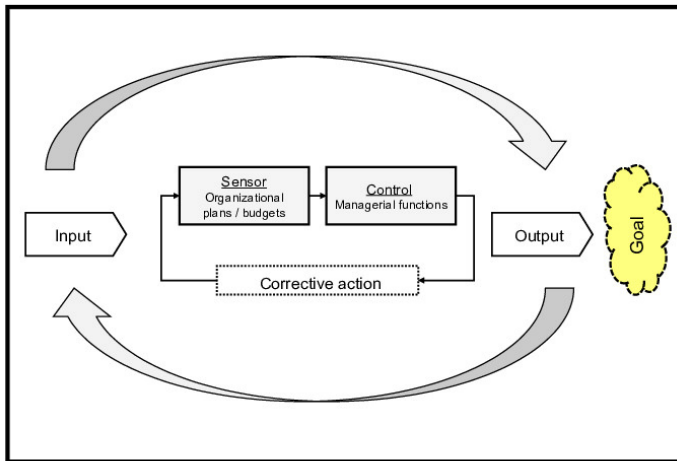 Sensor
Organizational
plans / budgets
Control
Managerial functions
Input
Output
Goal
Corrective action